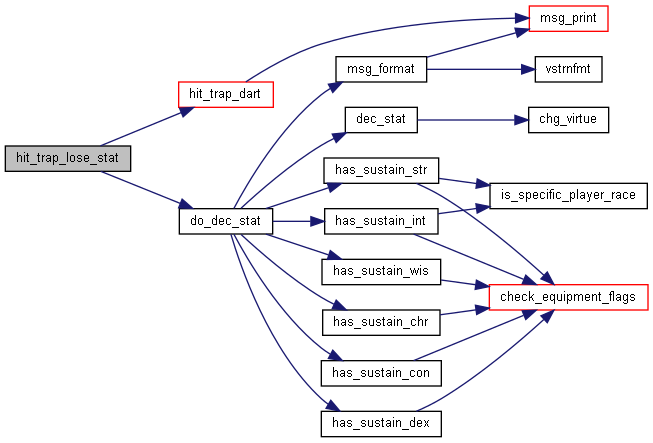 msg_print
msg_format
vstrnfmt
hit_trap_dart
dec_stat
chg_virtue
hit_trap_lose_stat
has_sustain_str
is_specific_player_race
do_dec_stat
has_sustain_int
has_sustain_wis
check_equipment_flags
has_sustain_chr
has_sustain_con
has_sustain_dex